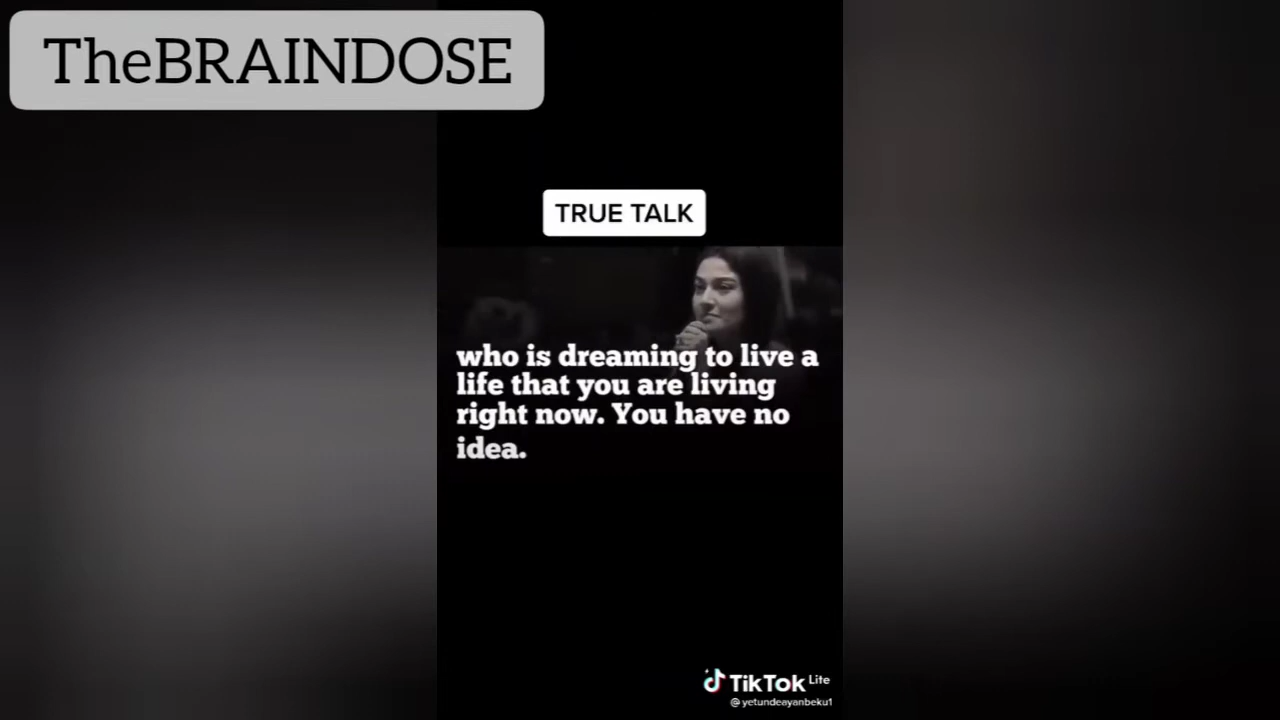 TheBRAINDOSE
TRUE TALK
who is dreaming to live a
life that you are living
right now. You have no
idea.
TikTok Lite
@yetundeayanbeku1